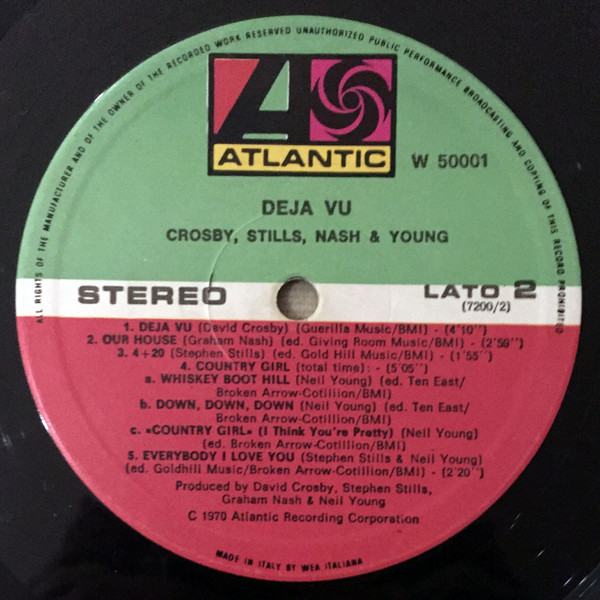 ALL RIGHTS OF THE MANUFACTURER AND OF THE OWNER OF THE RECORDED WORK RESERVED UNAUTHORIZED PUBLIC PERFORMANCE BROADCASTING AND COPYING OF THIS RECORD PROHIBITED
A
ATLANTIC
W 50001
DEJA VU
CROSBY, STILLS, NASH & YOUNG
STEREO
LATO 2
(7200/2)
1. DEJA VU (David Crosby) (Guerilla Music/BMI) - (4'10")
2. OUR HOUSE (Graham Nash) (ed. Giving Room Music/BMI) - (2'59")
3. 4+20 (Stephen Stills) (ed. Gold Hill Music/BMI) - (1'55")
4. COUNTRY GIRL (total time): - (5'05")
a. WHISKEY BOOT HILL (Neil Young) (ed. Ten East/
Broken Arrow-Cotillion/BMI)
b. DOWN, DOWN, DOWN (Neil Young) (ed. Ten East/
Broken Arrow-Cotillion/BMI)
c. «COUNTRY GIRL» (I Think You're Pretty) (Neil Young)
(ed. Broken Arrow-Cotillion/BMI)
5. EVERYBODY I LOVE YOU (Stephen Stills & Neil Young)
(ed. Goldhill Music/Broken Arrow-Cotillion/BMI) - (2'20")
Produced by David Crosby, Stephen Stills,
Graham Nash & Neil Young
C 1970 Atlantic Recording Corporation
MADE IN ITALY BY WEA ITALIANA